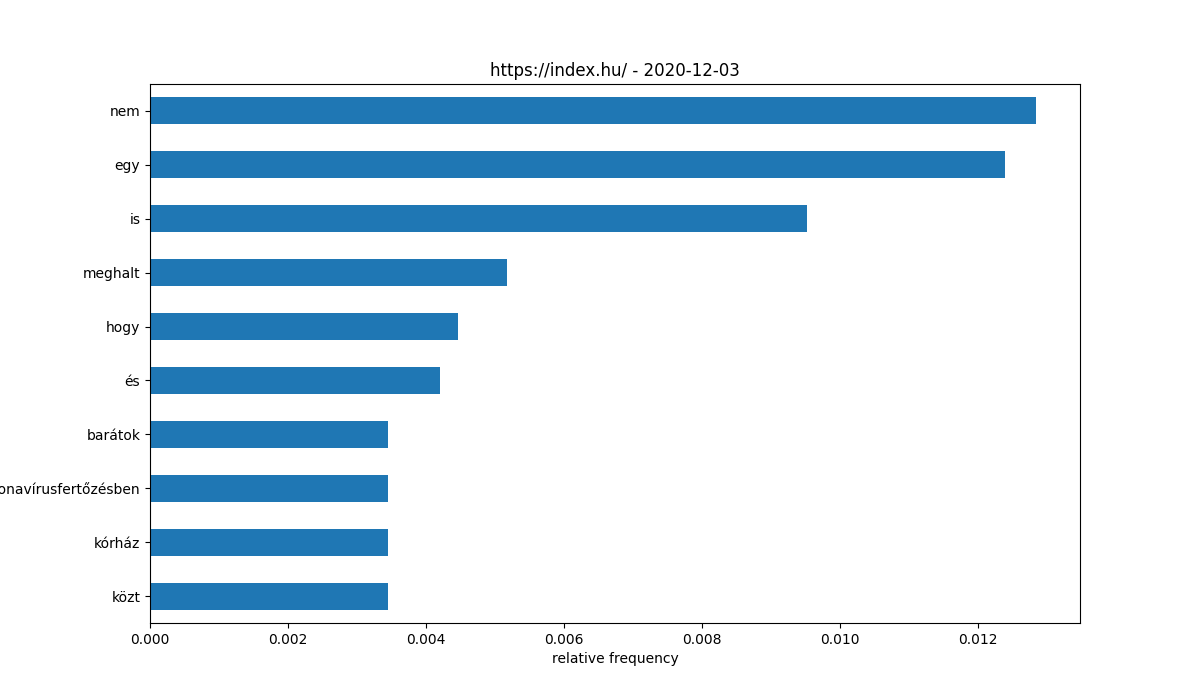 https://index.hu/ - 2020-12-03
nem
egy
is
meghalt
hogy
és
barátok
onavírusfertőzésben
kórház
közt
0.000 0.002 0.004 0.006 0.008 0.010 0.012
relative frequency